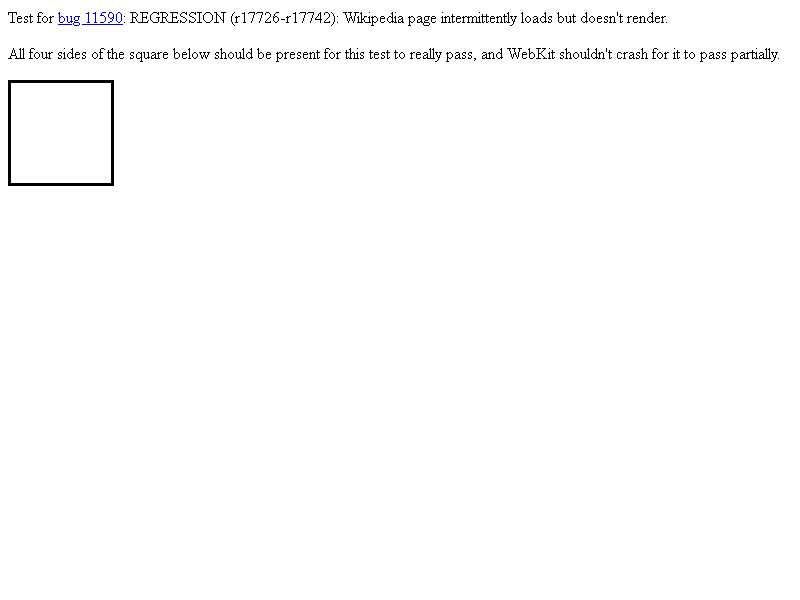 Test for bug 11590: REGRESSION (r17726-r17742): Wikipedia page intermittently loads but doesn't render.
All four sides of the square below should be present for this test to really pass, and WebKit shouldn't crash for it to pass partially.